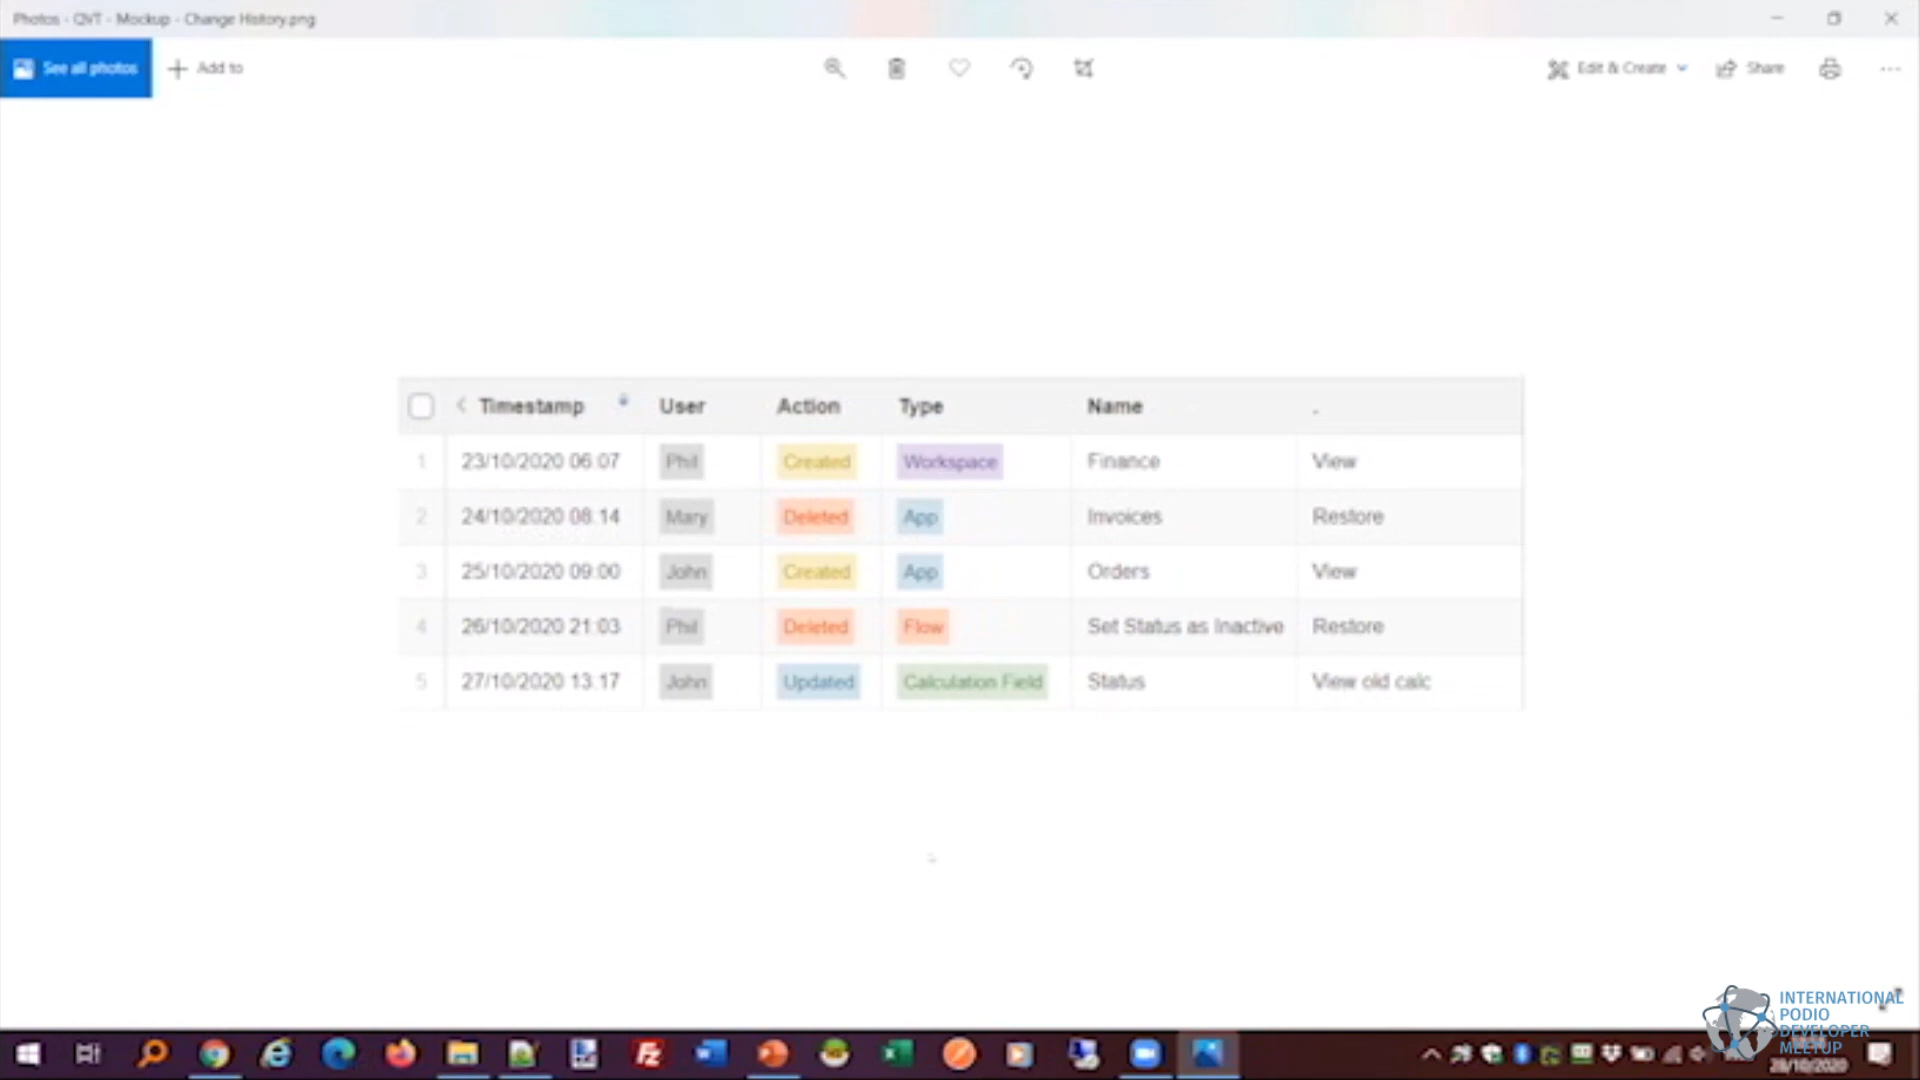 Photos - QVT - Mockup - Change History.png
See all photos
Add to
Edit & Create
Share
Timestamp User Action Type Name .
1 23/10/2020 06:07 Phil Created Workspace Finance View
2 24/10/2020 08:14 Mary Deleted App Invoices Restore
3 25/10/2020 09:00 John Created App Orders View
4 26/10/2020 21:03 Phil Deleted Flow Set Status as Inactive Restore
5 27/10/2020 13:17 John Updated Calculation Field Status View old calc
INTERNATIONAL
PODIO
DEVELOPER
MEETUP
28/10/2020